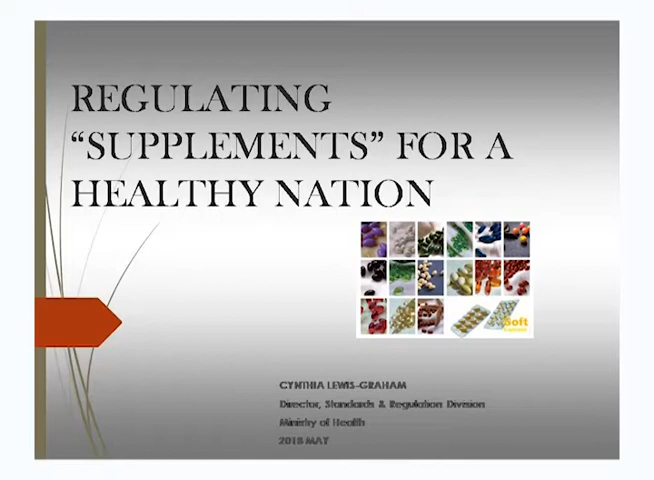 REGULATING
“SUPPLEMENTS” FOR A
HEALTHY NATION
Soft
CYNTHIA LEWIS-GRAHAM
Director, Standards & Regulation Division
Ministry of Health
2018 MAY